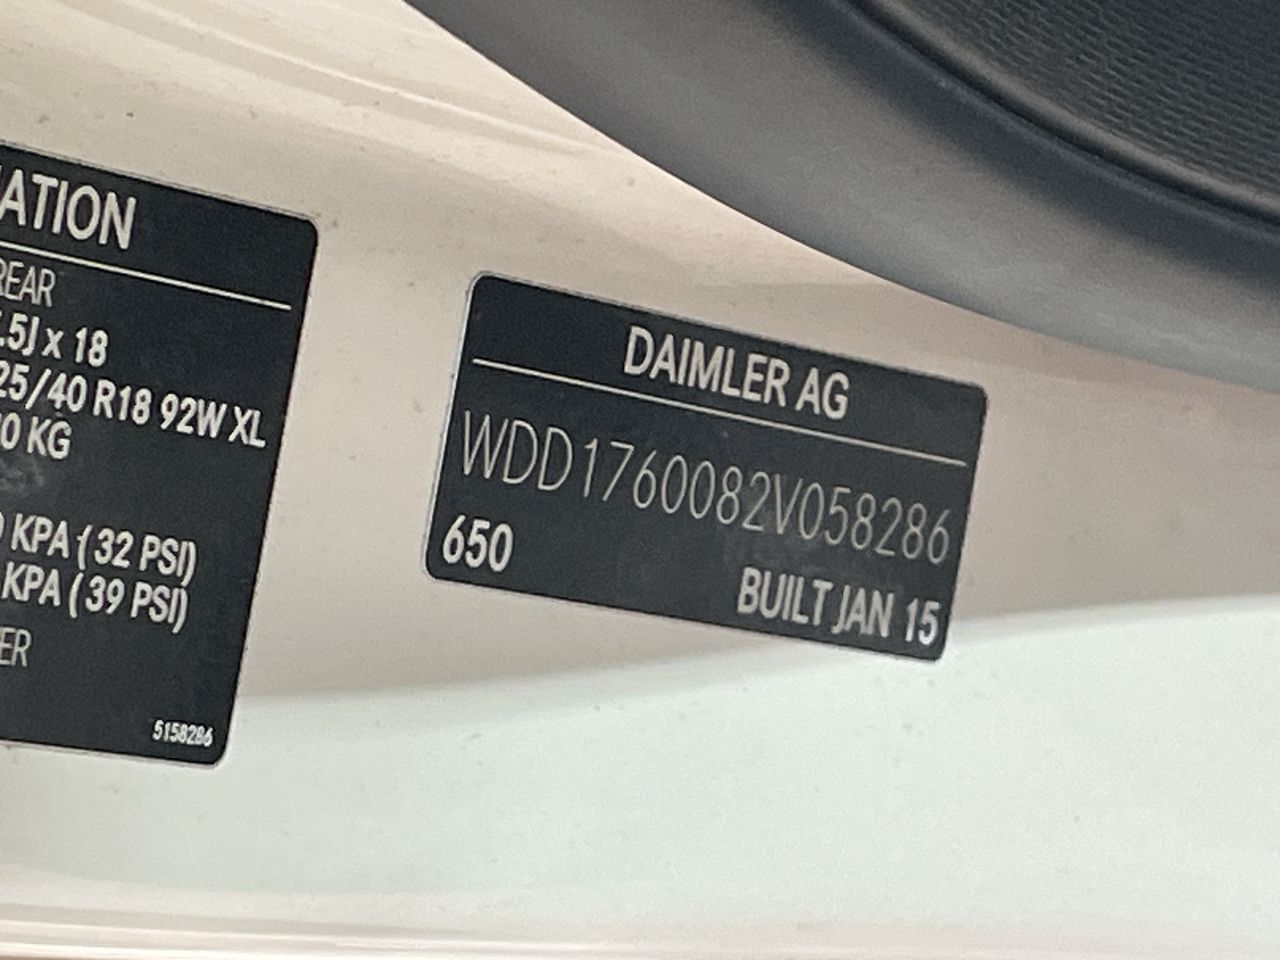 ATION
REAR
.5J x 18
25/40 R18 92W XL
0 KG
KPA ( 32 PSI)
KPA ( 39 PSI)
ER
5158286
DAIMLER AG
WDD1760082V058286
650
BUILT JAN 15